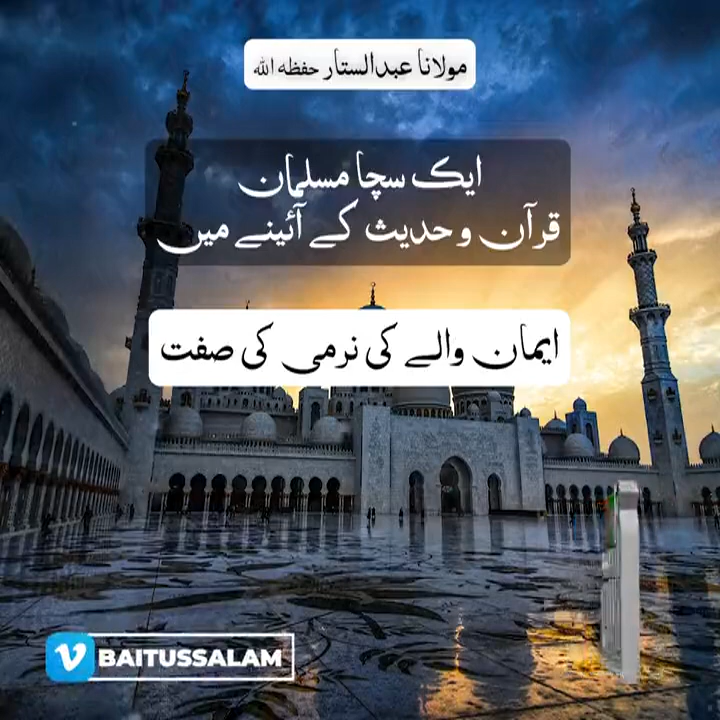 مولانا عبدالستار حفظہ اللہ
ایک سچا مسلمان
قرآن و حدیث کے آئینے میں
ایمان والے کی نرمی کی صفت
BAITUSSALAM